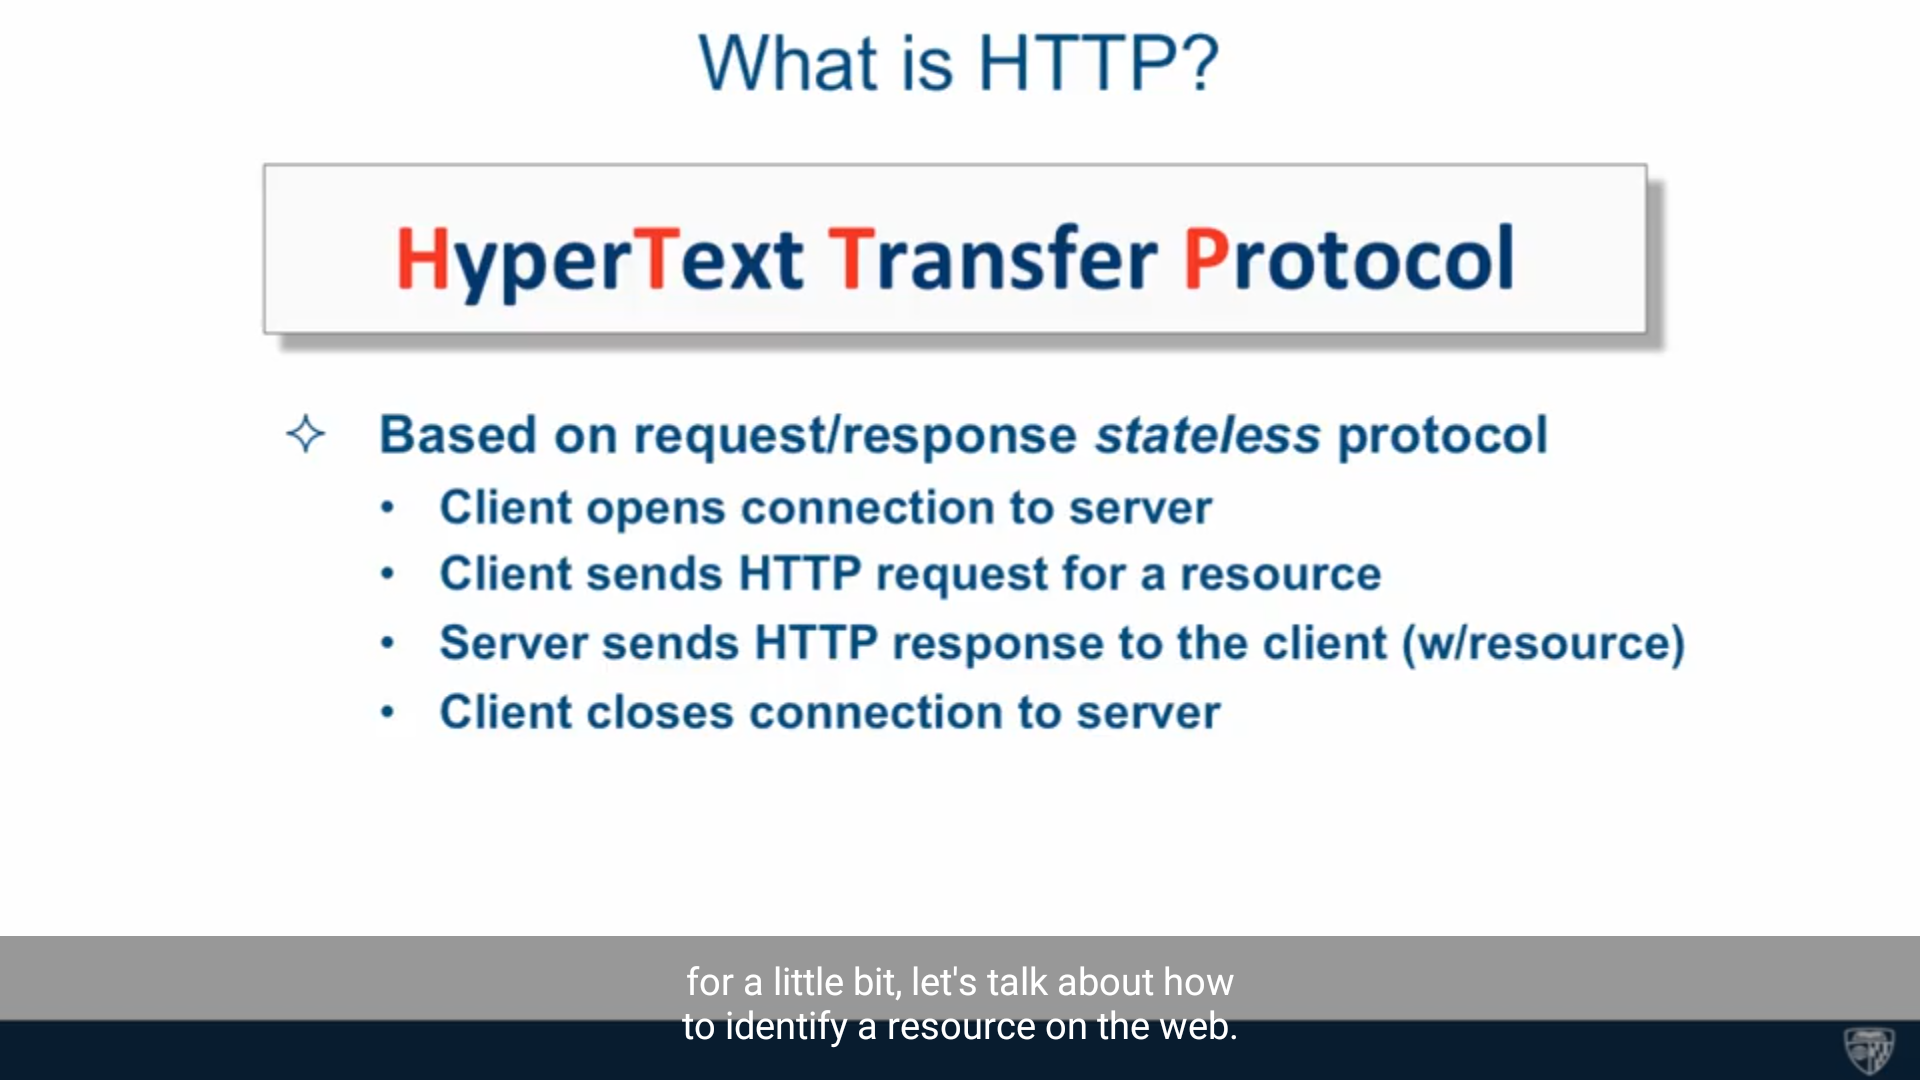 What is HTTP?
HyperText Transfer Protocol
Based on request/response stateless protocol
• Client opens connection to server
• Client sends HTTP request for a resource
• Server sends HTTP response to the client (w/resource)
• Client closes connection to server
for a little bit, let's talk about how
to identify a resource on the web.